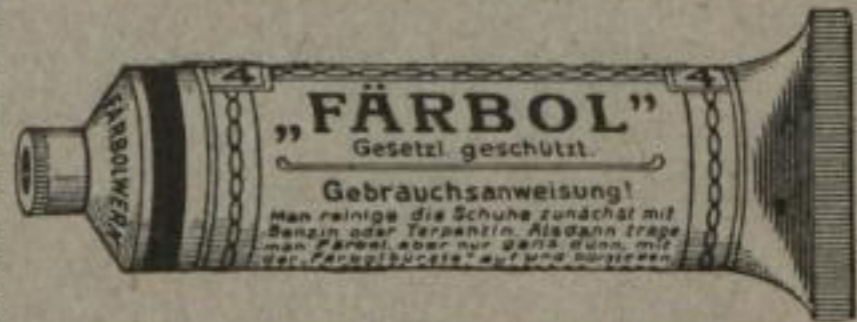 FÄRBOLWERK
4
4
„FÄRBOL”
Gesetzl. geschützt.
Gebrauchsanweisung!
Man reinige die Schuhe zunächst mit
Benzin oder Terpentin. Alsdann trage
man Färbol, aber nur ganz dünn, mit
der „Färbolbürste” auf und